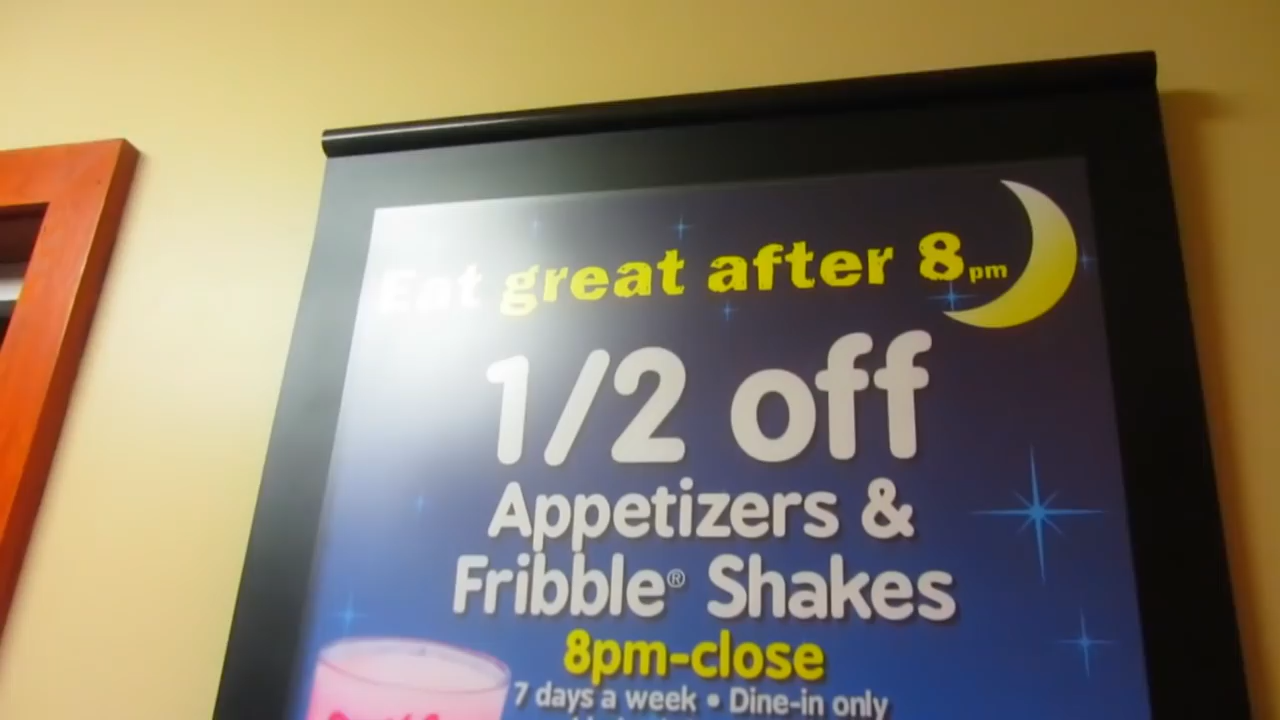 Eat great after 8pm
1/2 off
Appetizers &
Fribble® Shakes
8pm-close
7 days a week • Dine-in only